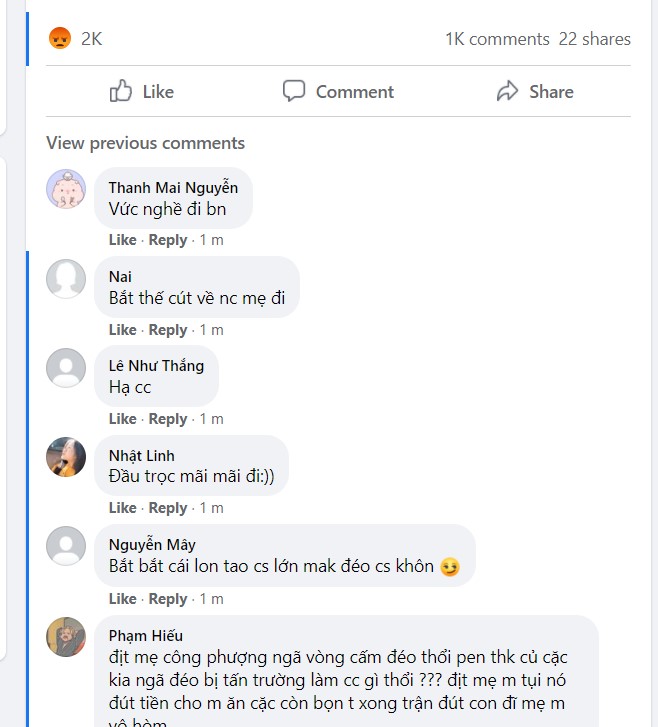 2K
1K comments 22 shares
Like
Comment
Share
View previous comments
Thanh Mai Nguyễn
Vức nghề đi bn
Like · Reply · 1 m
Nai
Bắt thế cút về nc mẹ đi
Like · Reply · 1 m
Lê Như Thắng
Hạ cc
Like · Reply · 1 m
Nhật Linh
Đầu trọc mãi mãi đi:))
Like · Reply · 1 m
Nguyễn Mây
Bắt bắt cái lon tao cs lớn mak đéo cs khôn 😏
Like · Reply · 1 m
Phạm Hiếu
địt mẹ công phượng ngã vòng cấm đéo thổi pen thk củ cặc
kia ngã đéo bị tấn trường làm cc gì thổi ??? địt mẹ m tụi nó
đút tiền cho m ăn cặc còn bọn t xong trận đút con đĩ mẹ m
vô hòm